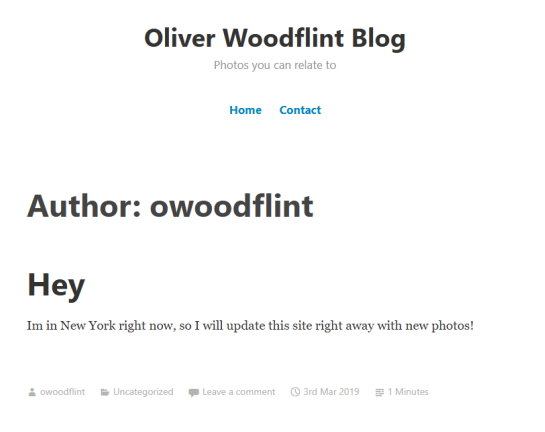 Oliver Woodflint Blog
Photos you can relate to
Home Contact
Author: owoodflint
Hey
Im in New York right now, so I will update this site right away with new photos!
owoodflint Uncategorized Leave a comment 3rd Mar 2019 1 Minutes